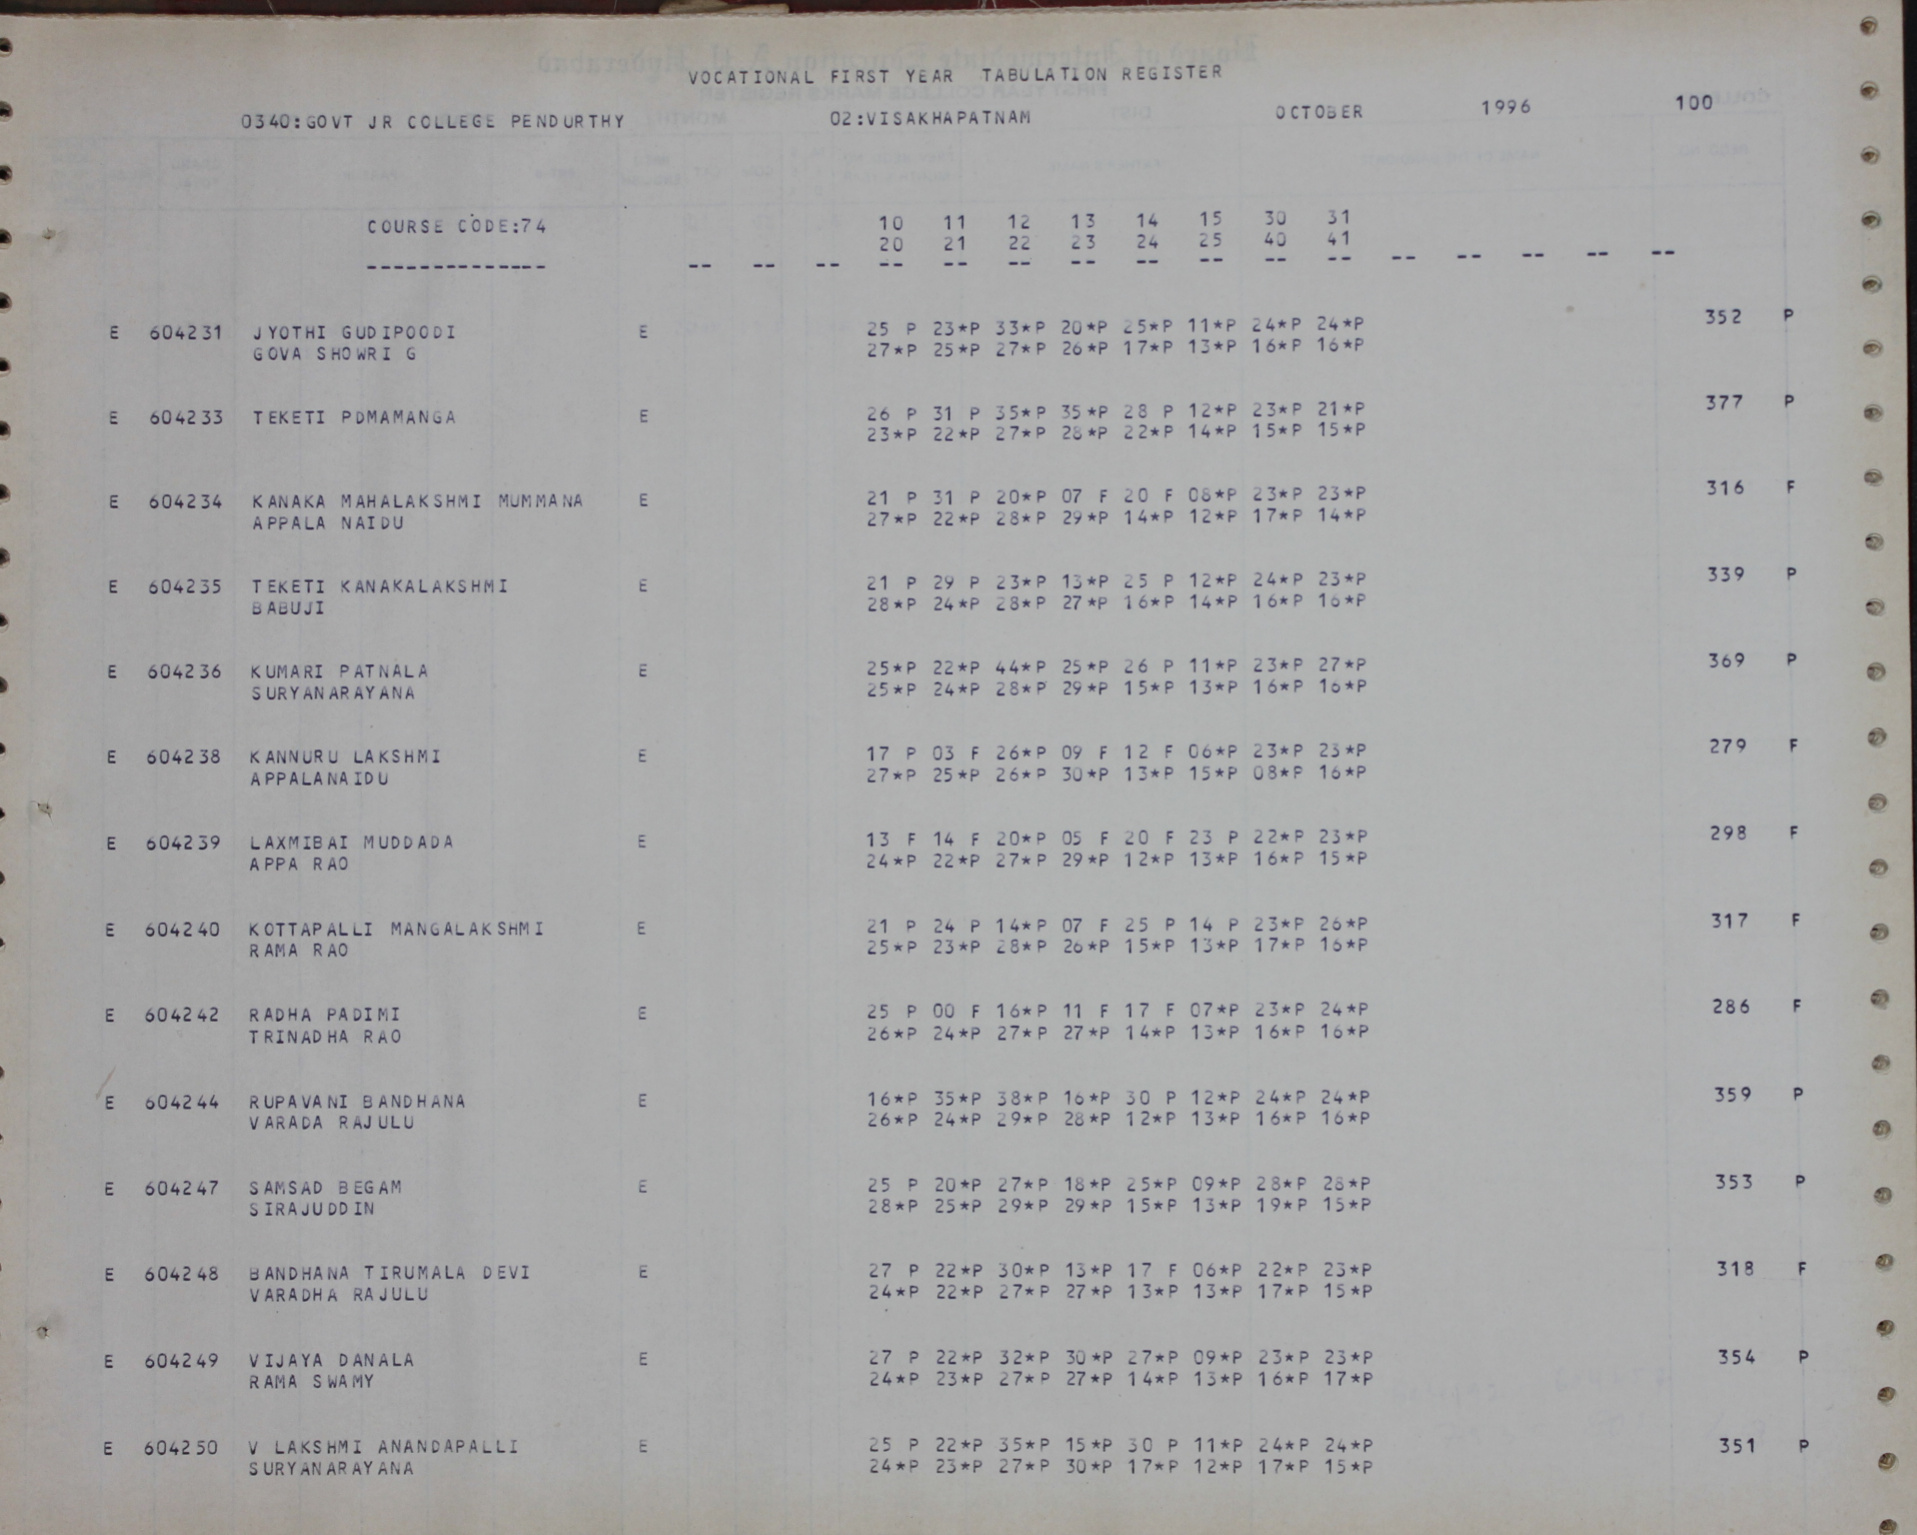 VOCATIONAL FIRST YEAR TABULATION REGISTER
0340:GOVT JR COLLEGE PENDURTHY 02:VISAKHAPATNAM OCTOBER 1996 100
COURSE CODE:74 10 11 12 13 14 15 30 31
20 21 22 23 24 25 40 41
-------------- -- -- -- -- -- -- -- -- -- -- -- -- -- -- -- --
E 604231 JYOTHI GUDIPOODI E 25 P 23*P 33*P 20*P 25*P 11*P 24*P 24*P 352 P
GOVA SHOWRI G 27*P 25*P 27*P 26*P 17*P 13*P 16*P 16*P
E 604233 TEKETI PDMAMANGA E 26 P 31 P 35*P 35*P 28 P 12*P 23*P 21*P 377 P
23*P 22*P 27*P 28*P 22*P 14*P 15*P 15*P
E 604234 KANAKA MAHALAKSHMI MUMMANA E 21 P 31 P 20*P 07 F 20 F 08*P 23*P 23*P 316 F
APPALA NAIDU 27*P 22*P 28*P 29*P 14*P 12*P 17*P 14*P
E 604235 TEKETI KANAKALAKSHMI E 21 P 29 P 23*P 13*P 25 P 12*P 24*P 23*P 339 P
BABUJI 28*P 24*P 28*P 27*P 16*P 14*P 16*P 16*P
E 604236 KUMARI PATNALA E 25*P 22*P 44*P 25*P 26 P 11*P 23*P 27*P 369 P
SURYANARAYANA 25*P 24*P 28*P 29*P 15*P 13*P 16*P 16*P
E 604238 KANNURU LAKSHMI E 17 P 03 F 26*P 09 F 12 F 06*P 23*P 23*P 279 F
APPALANAIDU 27*P 25*P 26*P 30*P 13*P 15*P 08*P 16*P
E 604239 LAXMIBAI MUDDADA E 13 F 14 F 20*P 05 F 20 F 23 P 22*P 23*P 298 F
APPA RAO 24*P 22*P 27*P 29*P 12*P 13*P 16*P 15*P
E 604240 KOTTAPALLI MANGALAKSHMI E 21 P 24 P 14*P 07 F 25 P 14 P 23*P 26*P 317 F
RAMA RAO 25*P 23*P 28*P 26*P 15*P 13*P 17*P 16*P
E 604242 RADHA PADIMI E 25 P 00 F 16*P 11 F 17 F 07*P 23*P 24*P 286 F
TRINADHA RAO 26*P 24*P 27*P 27*P 14*P 13*P 16*P 16*P
E 604244 RUPAVANI BANDHANA E 16*P 35*P 38*P 16*P 30 P 12*P 24*P 24*P 359 P
VARADA RAJULU 26*P 24*P 29*P 28*P 12*P 13*P 16*P 16*P
E 604247 SAMSAD BEGAM E 25 P 20*P 27*P 18*P 25*P 09*P 28*P 28*P 353 P
SIRAJUDDIN 28*P 25*P 29*P 29*P 15*P 13*P 19*P 15*P
E 604248 BANDHANA TIRUMALA DEVI E 27 P 22*P 30*P 13*P 17 F 06*P 22*P 23*P 318 F
VARADHA RAJULU 24*P 22*P 27*P 27*P 13*P 13*P 17*P 15*P
E 604249 VIJAYA DANALA E 27 P 22*P 32*P 30*P 27*P 09*P 23*P 23*P 354 P
RAMA SWAMY 24*P 23*P 27*P 27*P 14*P 13*P 16*P 17*P
E 604250 V LAKSHMI ANANDAPALLI E 25 P 22*P 35*P 15*P 30 P 11*P 24*P 24*P 351 P
SURYANARAYANA 24*P 23*P 27*P 30*P 17*P 12*P 17*P 15*P